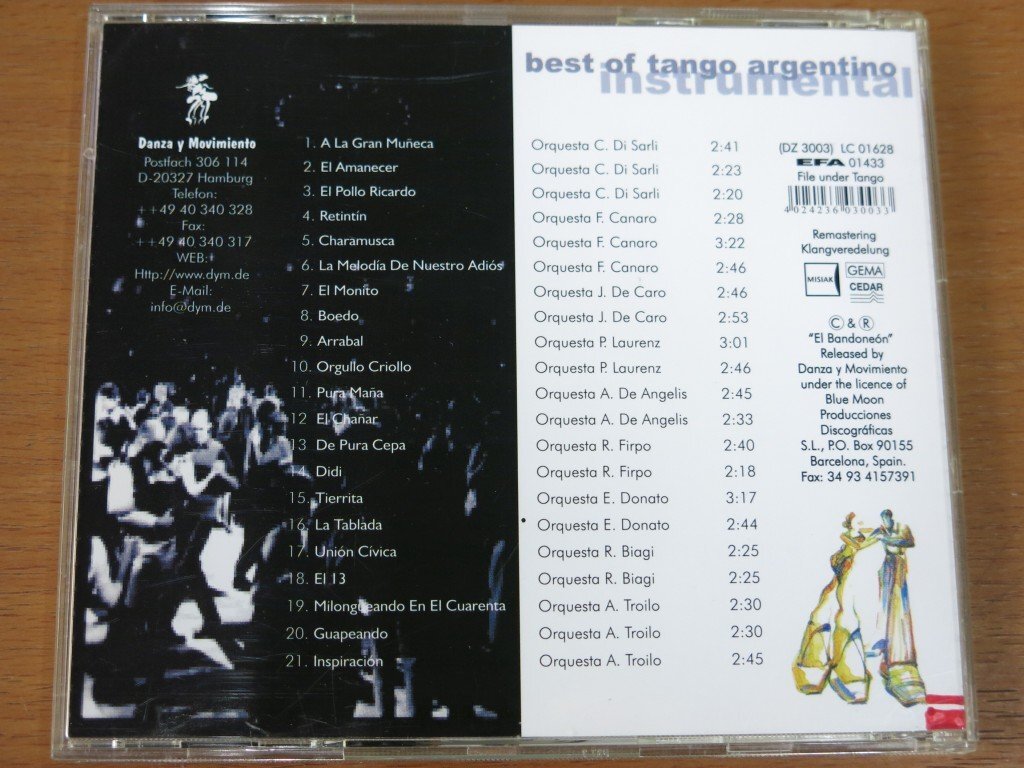 best of tango argentino
instrumental
Danza y Movimiento
Postfach 306 114
D-20327 Hamburg
Telefon:
++49 40 340 328
Fax:
++49 40 340 317
WEB:
Http://www.dym.de
E-Mail:
info@dym.de
1. A La Gran Muñeca Orquesta C. Di Sarli 2:41
2. El Amanecer Orquesta C. Di Sarli 2:23
3. El Pollo Ricardo Orquesta C. Di Sarli 2:20
4. Retintín Orquesta F. Canaro 2:28
5. Charamusca Orquesta F. Canaro 3:22
6. La Melodía De Nuestro Adiós Orquesta F. Canaro 2:46
7. El Monito Orquesta J. De Caro 2:46
8. Boedo Orquesta J. De Caro 2:53
9. Arrabal Orquesta P. Laurenz 3:01
10. Orgullo Criollo Orquesta P. Laurenz 2:46
11. Pura Maña Orquesta A. De Angelis 2:45
12 El Chañar Orquesta A. De Angelis 2:33
13 De Pura Cepa Orquesta R. Firpo 2:40
14. Didi Orquesta R. Firpo 2:18
15. Tierrita Orquesta E. Donato 3:17
16. La Tablada Orquesta E. Donato 2:44
17. Unión Cívica Orquesta R. Biagi 2:25
18. El 13 Orquesta R. Biagi 2:25
19. Milongueando En El Cuarenta Orquesta A. Troilo 2:30
20. Guapeando Orquesta A. Troilo 2:30
21. Inspiración Orquesta A. Troilo 2:45
(DZ 3003) LC 01628
EFA 01433
File under Tango
4 024236 030033
Remastering
Klangveredelung
MISIAK
GEMA
CEDAR
Ⓒ & Ⓡ
"El Bandoneón"
Released by
Danza y Movimiento
under the licence of
Blue Moon
Producciones
Discográficas
S.L., P.O. Box 90155
Barcelona, Spain.
Fax: 34 93 4157391